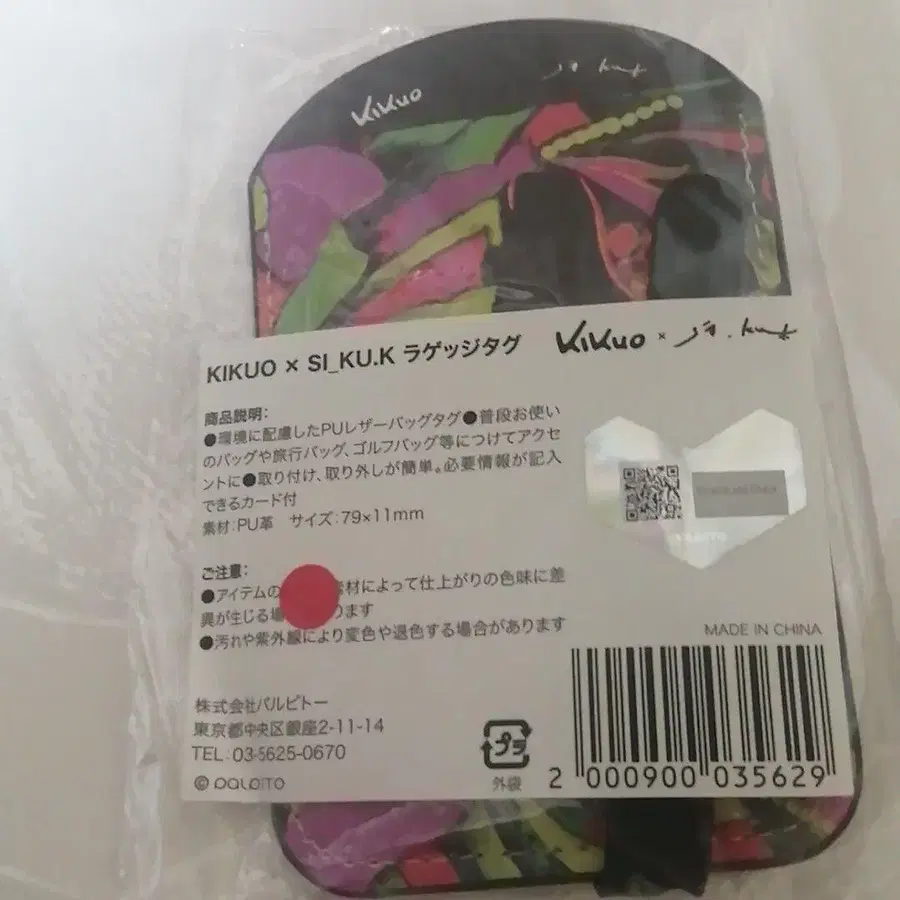 KiKuo
KIKUO × SI_KU.K ラゲッジタグ
KiKuo ×
商品説明:
●環境に配慮したPUレザーバッグタグ●普段お使い
のバッグや旅行バッグ、ゴルフバッグ等につけてアクセ
ントに●取り付け、取り外しが簡単。必要情報が記入
できるカード付
素材:PU革 サイズ:79×11mm
ご注意:
●アイテムの 素材によって仕上がりの色味に差
異が生じる場 ります
●汚れや紫外線により変色や退色する場合があります
MADE IN CHINA
株式会社パルピトー
東京都中央区銀座2-11-14
TEL:03-5625-0670
© PALPITO
プラ
外袋
2 000900 035629